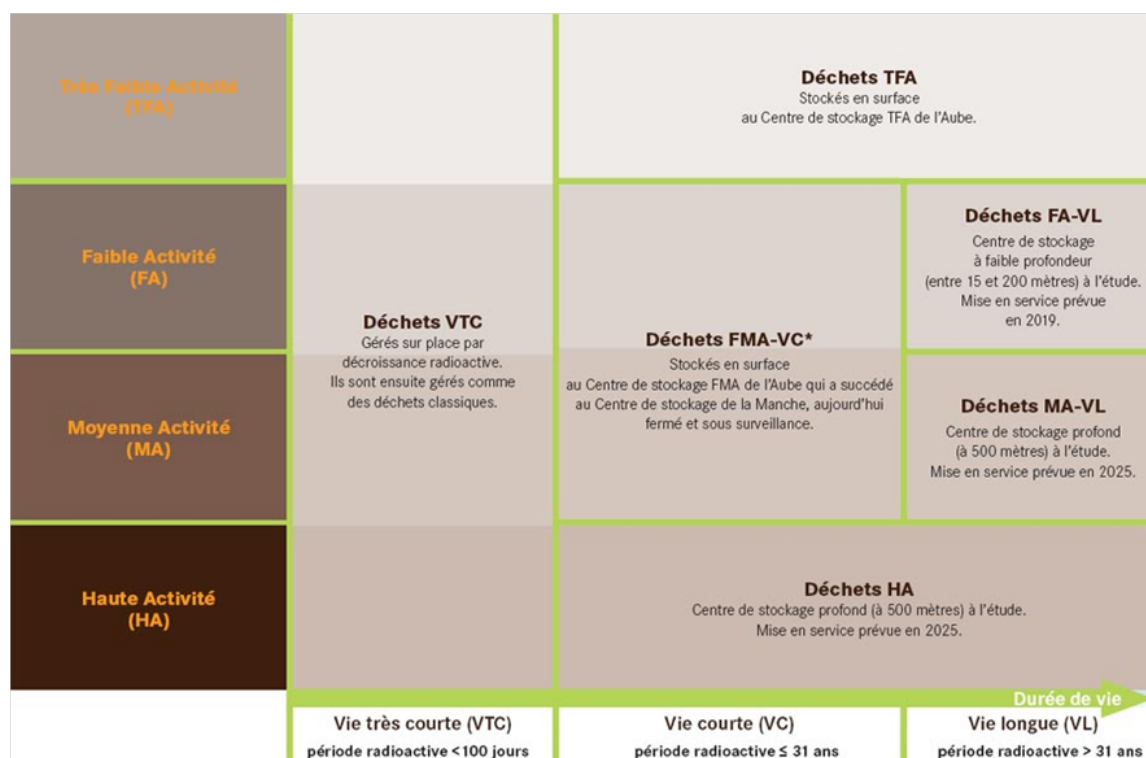 Très Faible Activité
(TFA)
Déchets TFA
Stockés en surface
au Centre de stockage TFA de l'Aube.
Faible Activité
(FA)
Déchets VTC
Gérés sur place par
décroissance radioactive.
Ils sont ensuite gérés comme
des déchets classiques.
Déchets FMA-VC*
Stockés en surface
au Centre de stockage FMA de l'Aube qui a succédé
au Centre de stockage de la Manche, aujourd'hui
fermé et sous surveillance.
Déchets FA-VL
Centre de stockage
à faible profondeur
(entre 15 et 200 mètres) à l'étude.
Mise en service prévue
en 2019.
Moyenne Activité
(MA)
Déchets MA-VL
Centre de stockage profond
(à 500 mètres) à l'étude.
Mise en service prévue en 2025.
Haute Activité
(HA)
Déchets HA
Centre de stockage profond (à 500 mètres) à l'étude.
Mise en service prévue en 2025.
Durée de vie
Vie très courte (VTC)
période radioactive <100 jours
Vie courte (VC)
période radioactive ≤ 31 ans
Vie longue (VL)
période radioactive > 31 ans